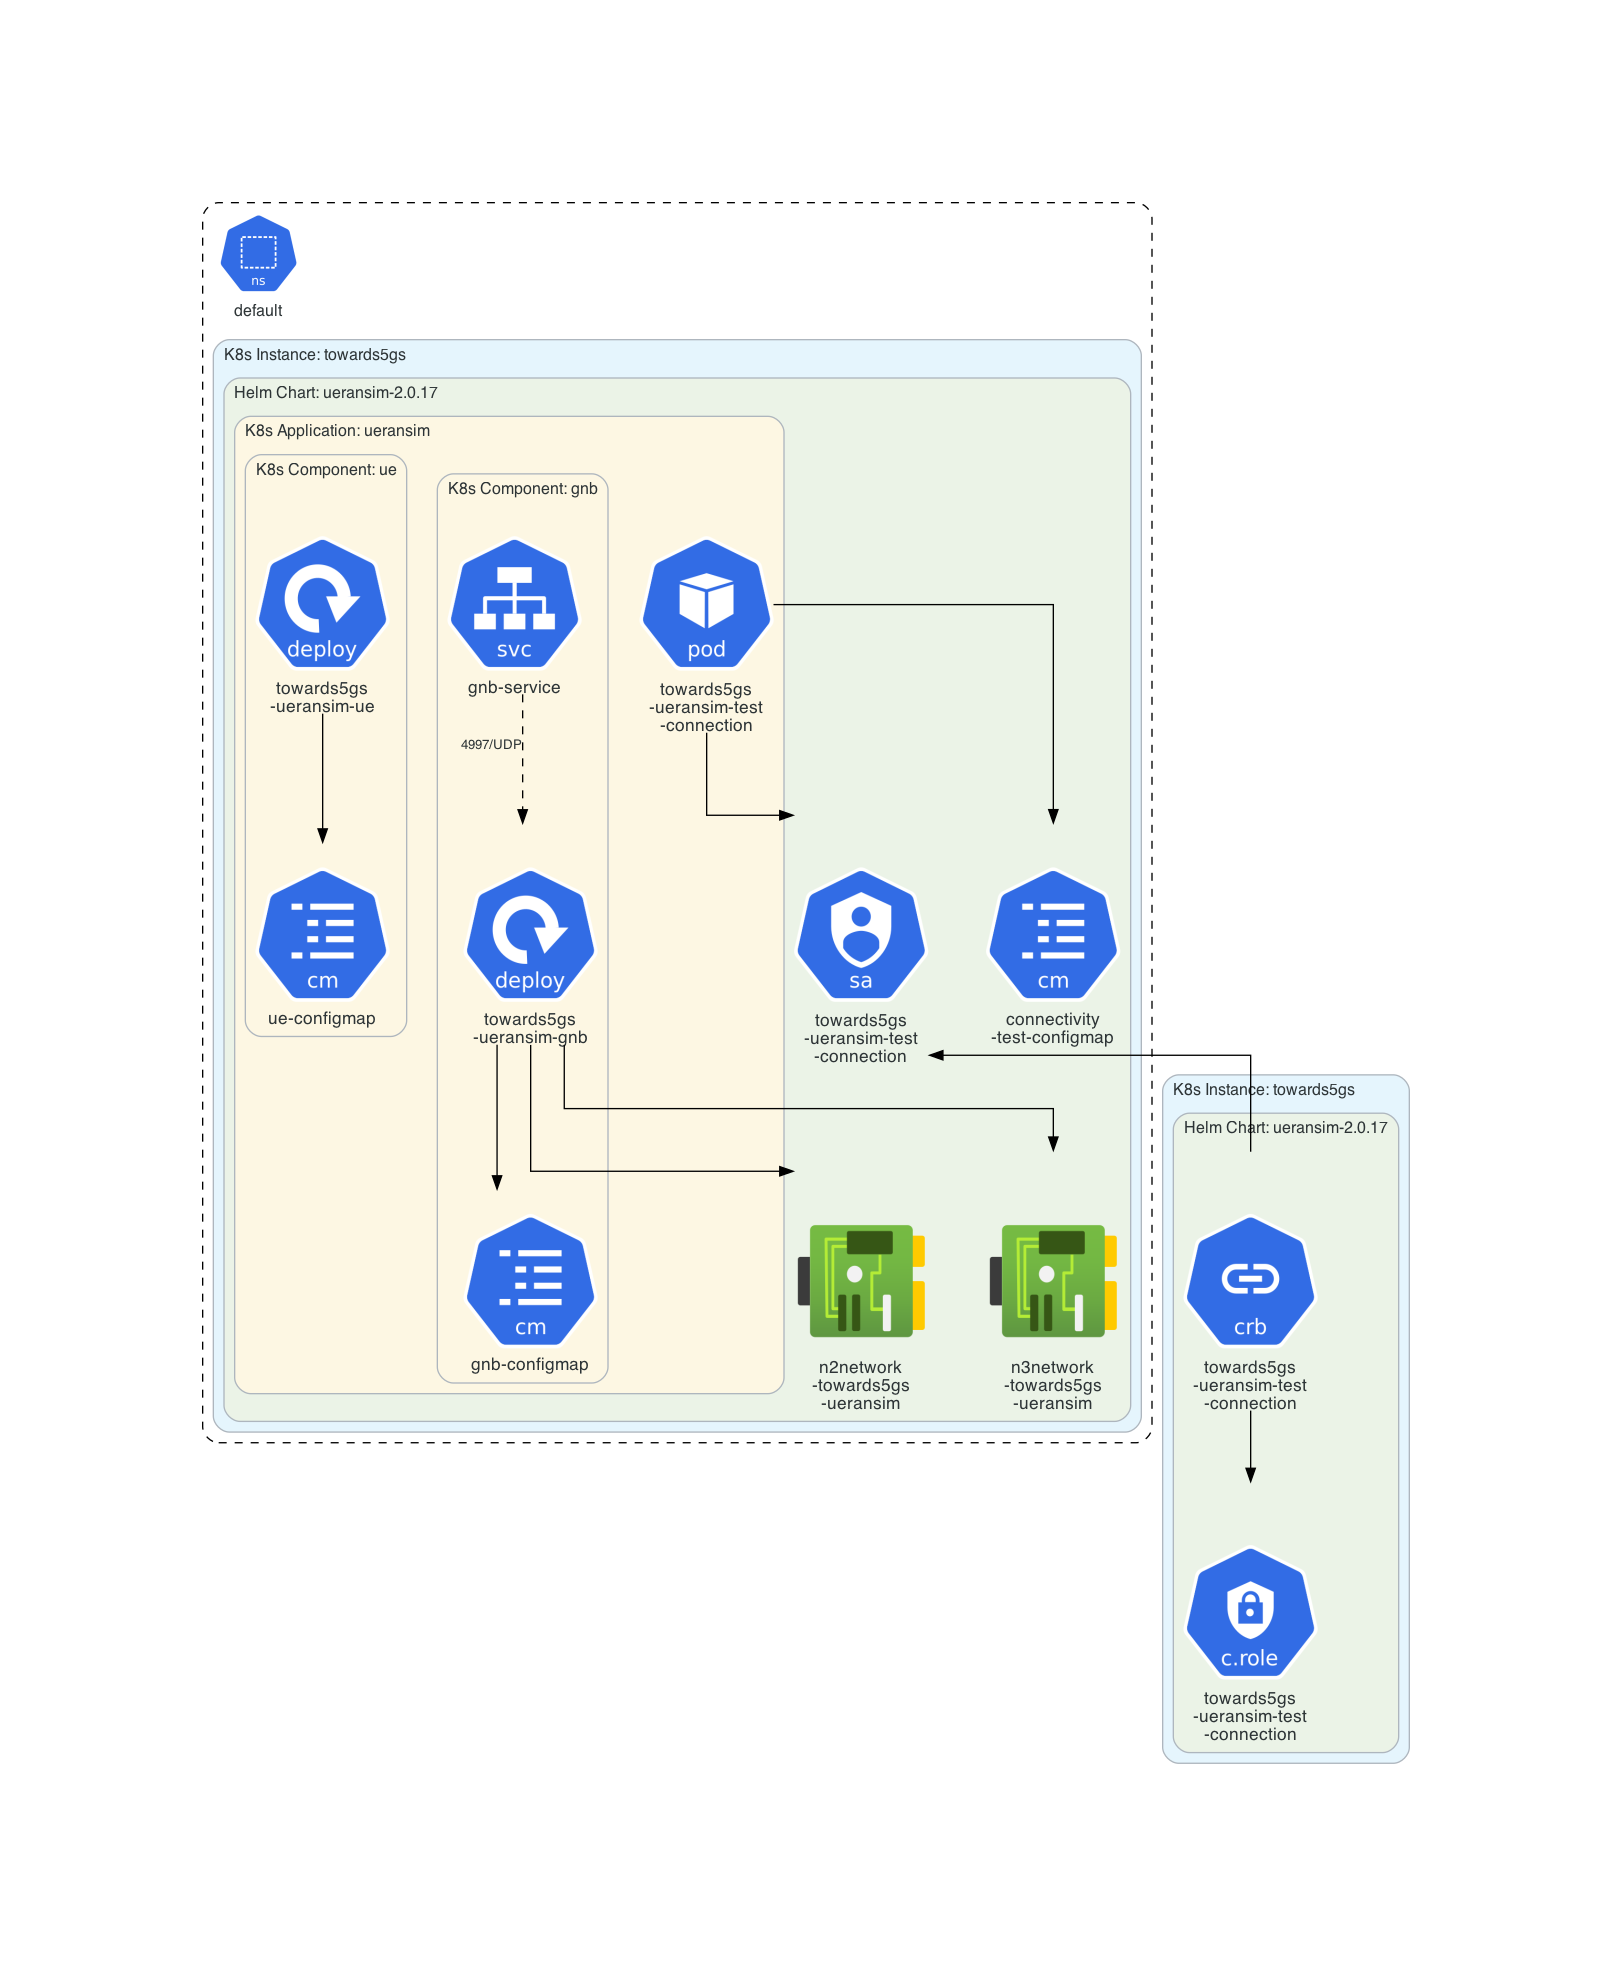 ns
default
K8s Instance: towards5gs
Helm Chart: ueransim-2.0.17
K8s Application: ueransim
K8s Component: ue
K8s Component: gnb
deploy
towards5gs
-ueransim-ue
svc
gnb-service
pod
towards5gs
-ueransim-test
-connection
4997/UDP
cm
ue-configmap
deploy
towards5gs
-ueransim-gnb
sa
towards5gs
-ueransim-test
-connection
cm
connectivity
-test-configmap
K8s Instance: towards5gs
Helm Chart: ueransim-2.0.17
cm
gnb-configmap
n2network
-towards5gs
-ueransim
n3network
-towards5gs
-ueransim
crb
towards5gs
-ueransim-test
-connection
c.role
towards5gs
-ueransim-test
-connection